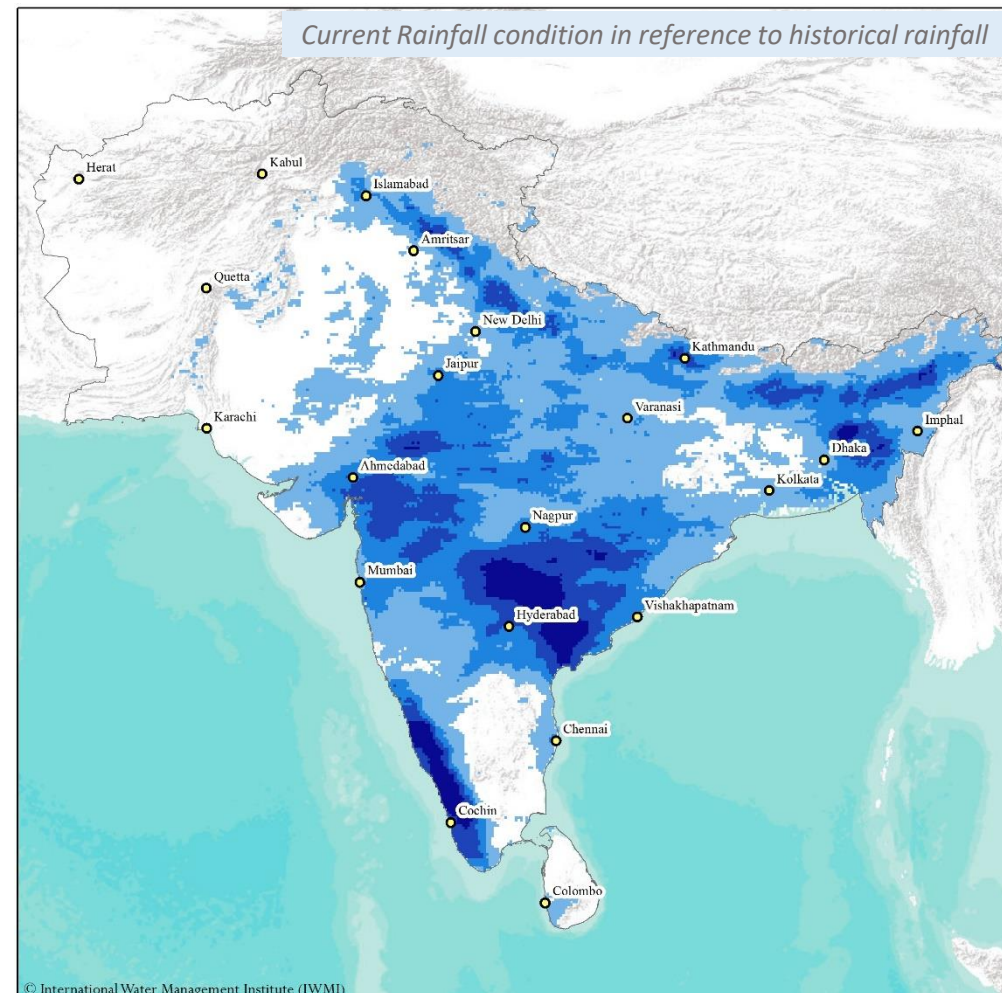 Current Rainfall condition in reference to historical rainfall
Herat
Kabul
Islamabad
Amritsar
Quetta
New Delhi
Kathmandu
Jaipur
Varanasi
Karachi
Imphal
Dhaka
Ahmedabad
Kolkata
Nagpur
Mumbai
Vishakhapatnam
Hyderabad
Chennai
Cochin
Colombo
© International Water Management Institute (IWMI)